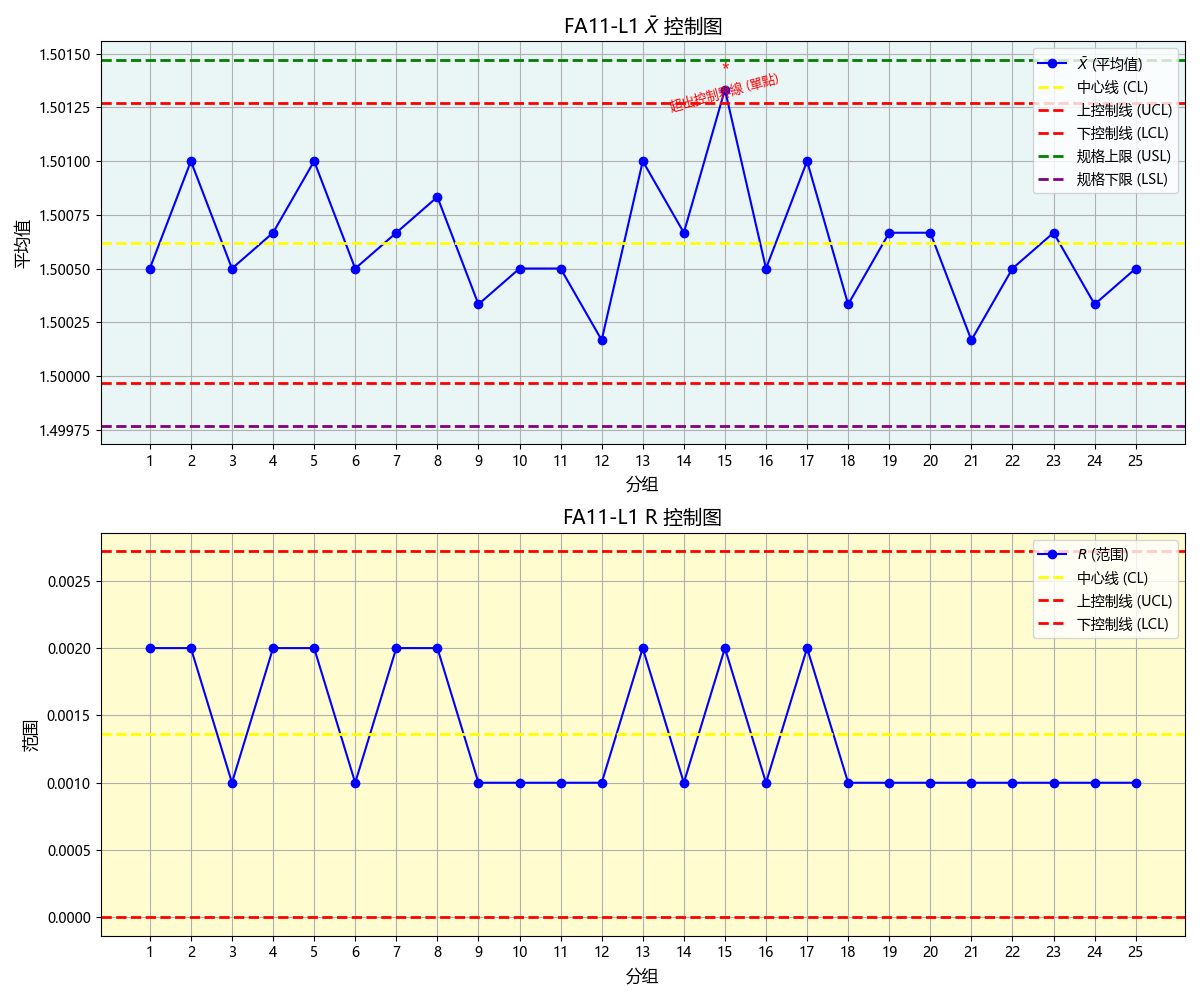 FA11-L1 X̄ 控制图
1.50150
1.50125
1.50100
1.50075
1.50050
1.50025
1.50000
1.49975
平均值
*
超出控制界線 (單點)
X̄ (平均值)
中心线 (CL)
上控制线 (UCL)
下控制线 (LCL)
规格上限 (USL)
规格下限 (LSL)
1 2 3 4 5 6 7 8 9 10 11 12 13 14 15 16 17 18 19 20 21 22 23 24 25
分组
FA11-L1 R 控制图
0.0025
0.0020
0.0015
0.0010
0.0005
0.0000
范围
R (范围)
中心线 (CL)
上控制线 (UCL)
下控制线 (LCL)
1 2 3 4 5 6 7 8 9 10 11 12 13 14 15 16 17 18 19 20 21 22 23 24 25
分组